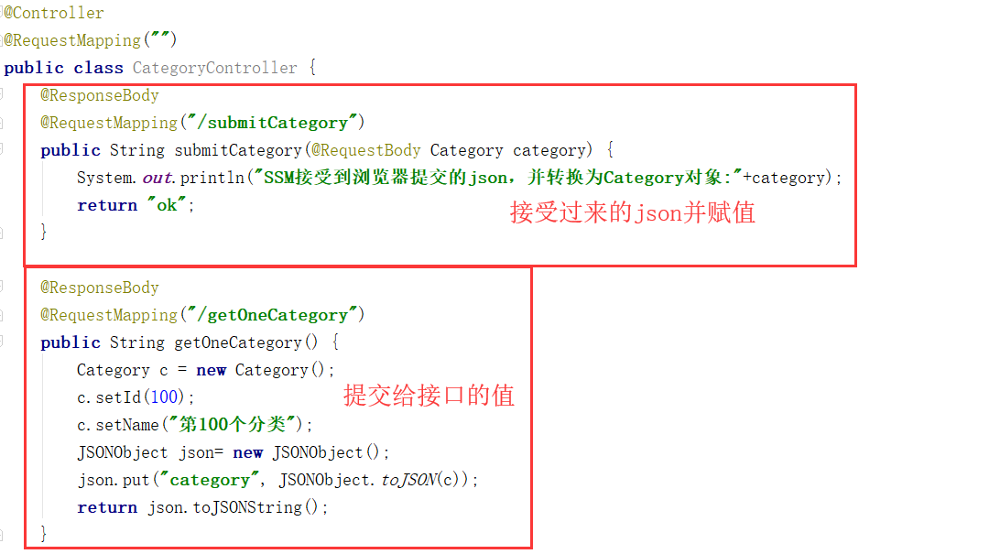 @Controller
@RequestMapping("")
public class CategoryController {
@ResponseBody
@RequestMapping("/submitCategory")
public String submitCategory(@RequestBody Category category) {
System.out.println("SSM接受到浏览器提交的json，并转换为Category对象:"+category);
return "ok";
接受过来的json并赋值
}
@ResponseBody
@RequestMapping("/getOneCategory")
public String getOneCategory() {
Category c = new Category();
c.setId(100);
提交给接口的值
c.setName("第100个分类");
JSONObject json= new JSONObject();
json.put("category", JSONObject.toJSON(c));
return json.toJSONString();
}